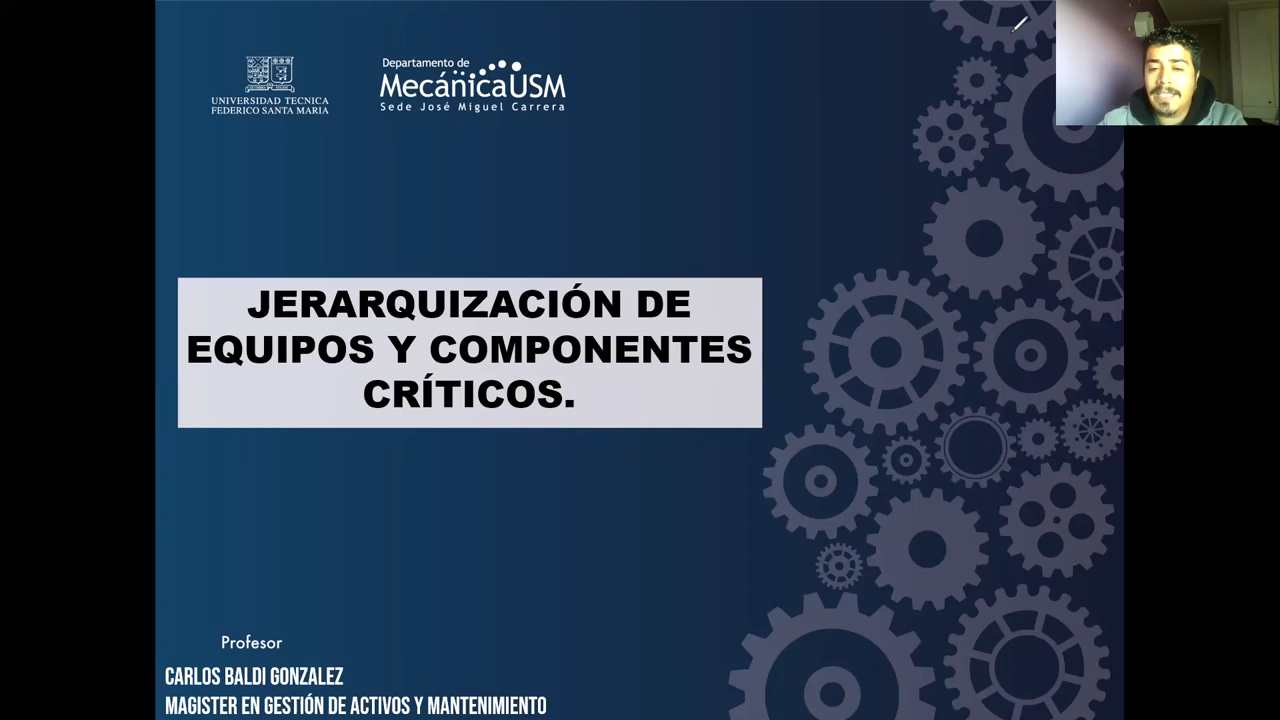 UNIVERSIDAD TECNICA
FEDERICO SANTA MARIA
Departamento de
MecánicaUSM
Sede José Miguel Carrera
JERARQUIZACIÓN DE
EQUIPOS Y COMPONENTES
CRÍTICOS.
Profesor
CARLOS BALDI GONZALEZ
MAGISTER EN GESTIÓN DE ACTIVOS Y MANTENIMIENTO